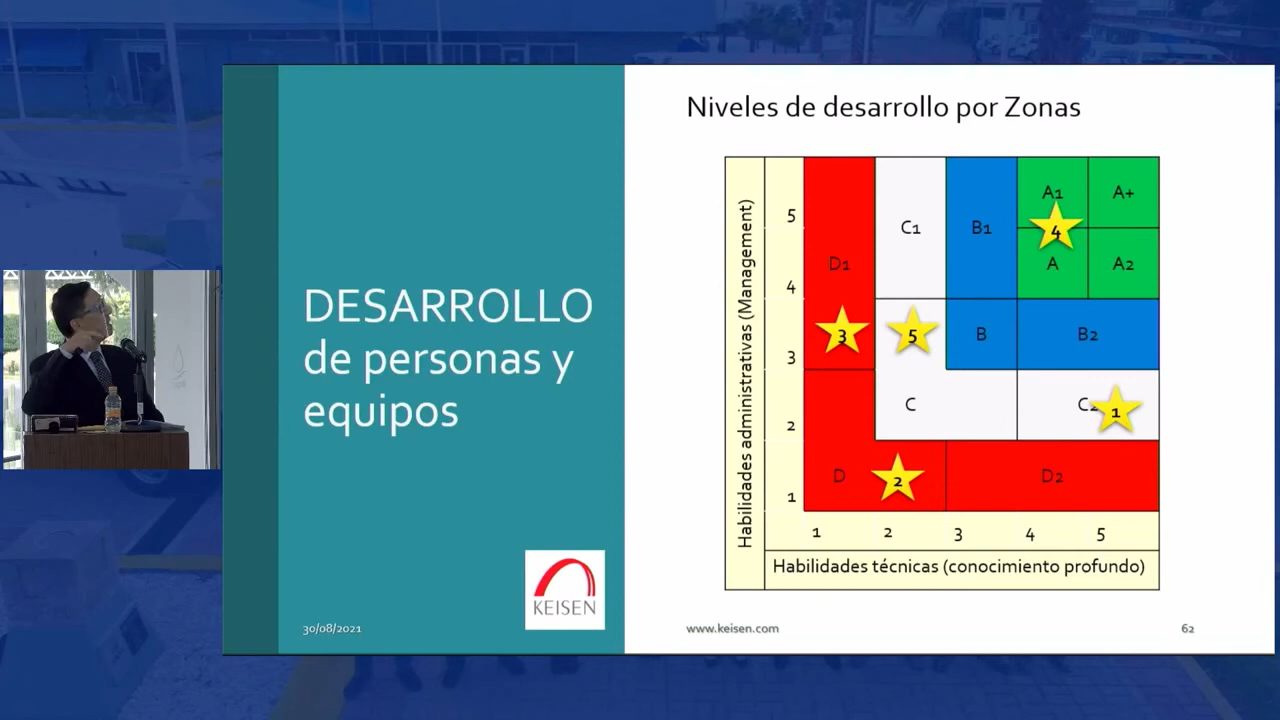 DESARROLLO
de personas y
equipos
KEISEN
30/08/2021
Niveles de desarrollo por Zonas
Habilidades administrativas (Management)
5
4
3
2
1
D1
C1
B1
A1
A+
4
A
A2
3
5
B
B2
C
C2
1
D
2
D2
1
2
3
4
5
Habilidades técnicas (conocimiento profundo)
www.keisen.com
62